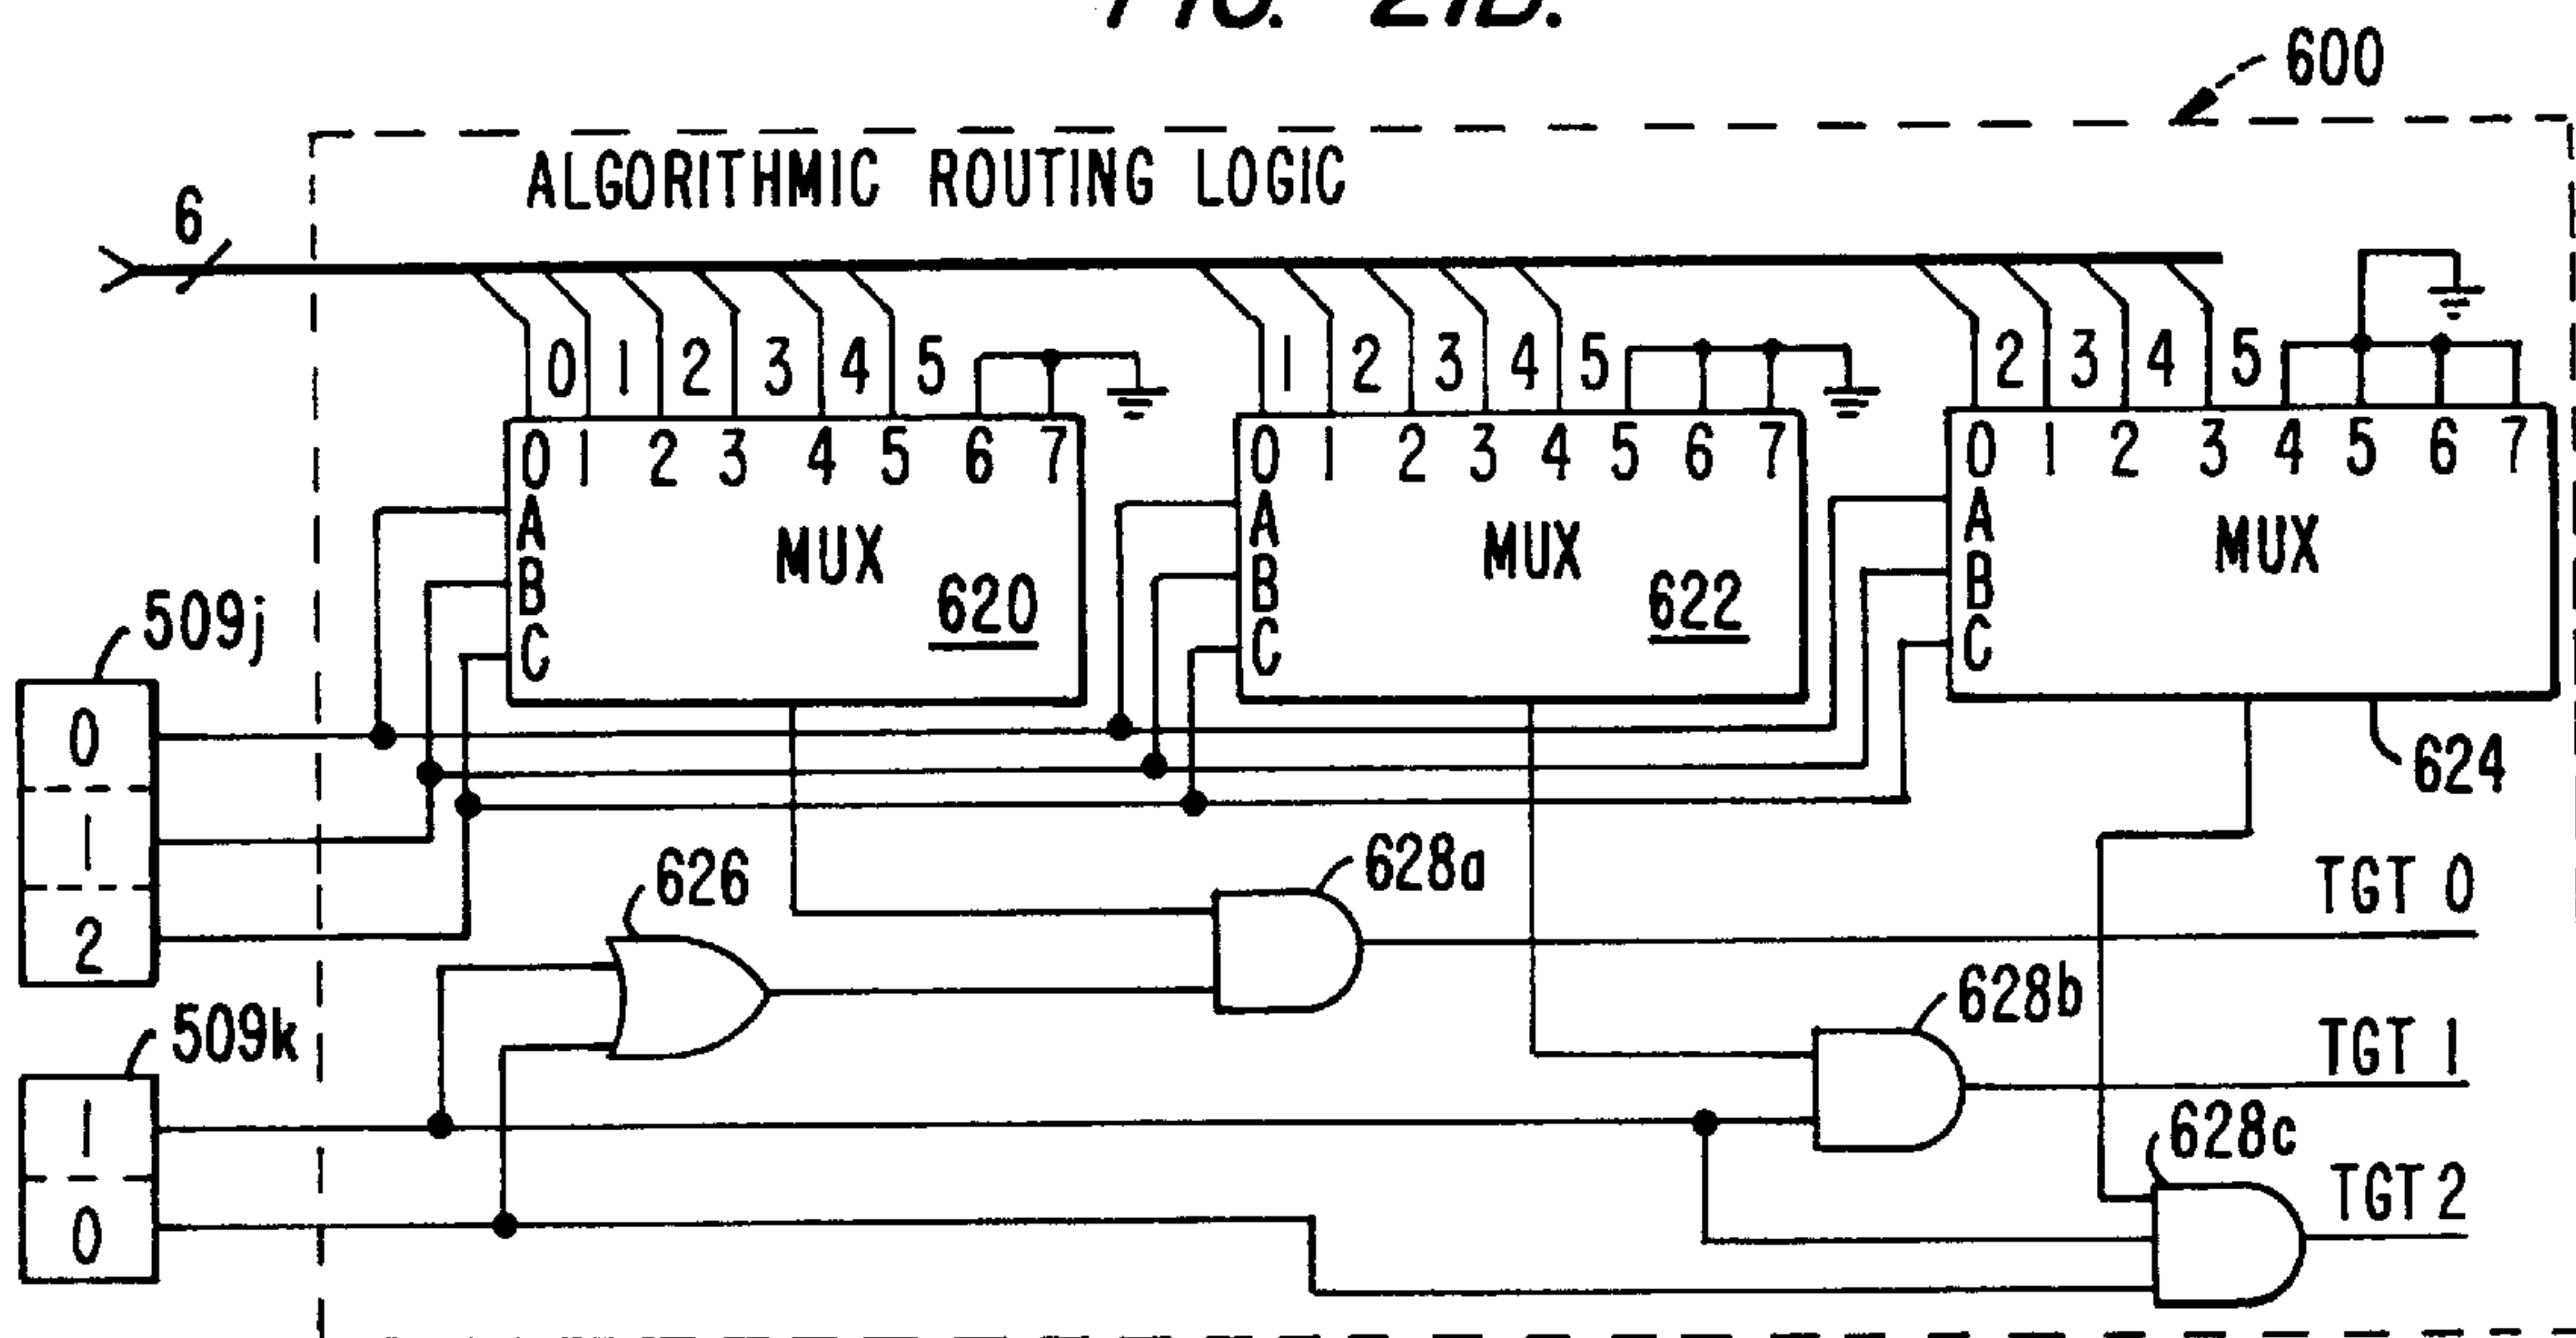 FIG. 21B.
600
ALGORITHMIC ROUTING LOGIC
6
0 1 2 3 4 5
1 2 3 4 5
2 3 4 5
0 1 2 3 4 5 6 7
0 1 2 3 4 5 6 7
0 1 2 3 4 5 6 7
A
B
C
MUX
620
A
B
C
MUX
622
A
B
C
MUX
624
509j
0
1
2
626
628a
TGT 0
509k
1
0
628b
TGT 1
628c
TGT 2